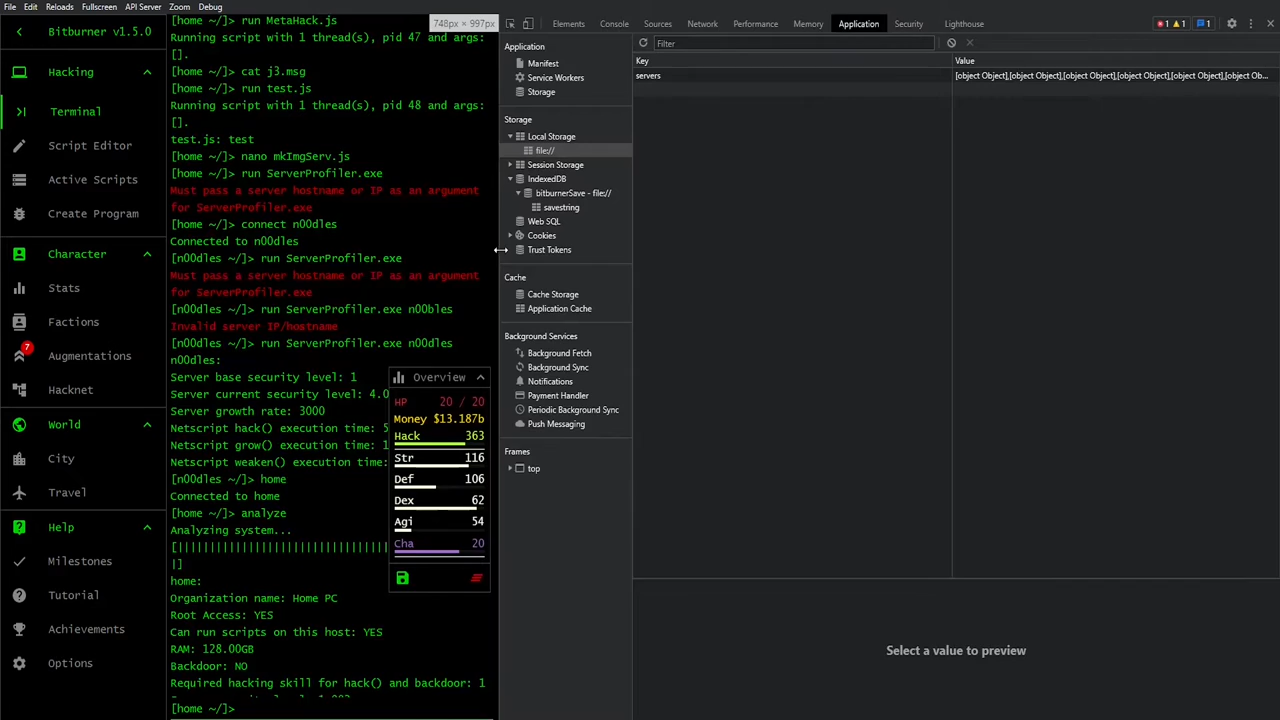 File Edit Reloads Fullscreen API Server Zoom Debug
Bitburner v1.5.0
Hacking
Terminal
Script Editor
Active Scripts
Create Program
Character
Stats
Factions
7
Augmentations
Hacknet
World
City
Travel
Help
Milestones
Tutorial
Achievements
Options
[home ~/]> run MetaHack.js
Running script with 1 thread(s), pid 47 and args:
[].
[home ~/]> cat j3.msg
[home ~/]> run test.js
Running script with 1 thread(s), pid 48 and args:
[].
test.js: test
[home ~/]> nano mkImgServ.js
[home ~/]> run ServerProfiler.exe
Must pass a server hostname or IP as an argument
for ServerProfiler.exe
[home ~/]> connect n00dles
Connected to n00dles
[n00dles ~/]> run ServerProfiler.exe
Must pass a server hostname or IP as an argument
for ServerProfiler.exe
[n00dles ~/]> run ServerProfiler.exe n00bles
Invalid server IP/hostname
[n00dles ~/]> run ServerProfiler.exe n00dles
n00dles:
Server base security level: 1
Server current security level: 4.0
Server growth rate: 3000
Netscript hack() execution time: 5
Netscript grow() execution time: 1
Netscript weaken() execution time:
[n00dles ~/]> home
Connected to home
[home ~/]> analyze
Analyzing system...
[||||||||||||||||||||||||||||||||||
|]
home:
Organization name: Home PC
Root Access: YES
Can run scripts on this host: YES
RAM: 128.00GB
Backdoor: NO
Required hacking skill for hack() and backdoor: 1
[home ~/]>
Overview
HP 20 / 20
Money $13.187b
Hack 363
Str 116
Def 106
Dex 62
Agi 54
Cha 20
748px × 997px
Elements Console Sources Network Performance Memory Application Security Lighthouse
1 1 1
Application
Manifest
Service Workers
Storage
Storage
Local Storage
file://
Session Storage
IndexedDB
bitburnerSave - file://
savestring
Web SQL
Cookies
Trust Tokens
Cache
Cache Storage
Application Cache
Background Services
Background Fetch
Background Sync
Notifications
Payment Handler
Periodic Background Sync
Push Messaging
Frames
top
Filter
Key Value
servers [object Object],[object Object],[object Object],[object Object],[object Object],[object Ob...
Select a value to preview